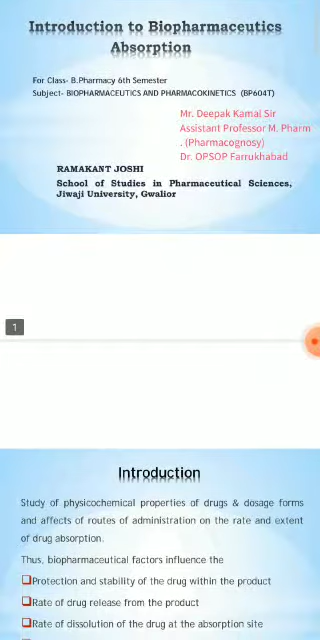 Introduction to Biopharmaceutics
Absorption
For Class- B.Pharmacy 6th Semester
Subject- BIOPHARMACEUTICS AND PHARMACOKINETICS (BP604T)
Mr. Deepak Kamal Sir
Assistant Professor M. Pharm
. (Pharmacognosy)
Dr. OPSOP Farrukhabad
RAMAKANT JOSHI
School of Studies in Pharmaceutical Sciences,
Jiwaji University, Gwalior
1
Introduction
Study of physicochemical properties of drugs & dosage forms
and affects of routes of administration on the rate and extent
of drug absorption.
Thus, biopharmaceutical factors influence the
❑Protection and stability of the drug within the product
❑Rate of drug release from the product
❑Rate of dissolution of the drug at the absorption site